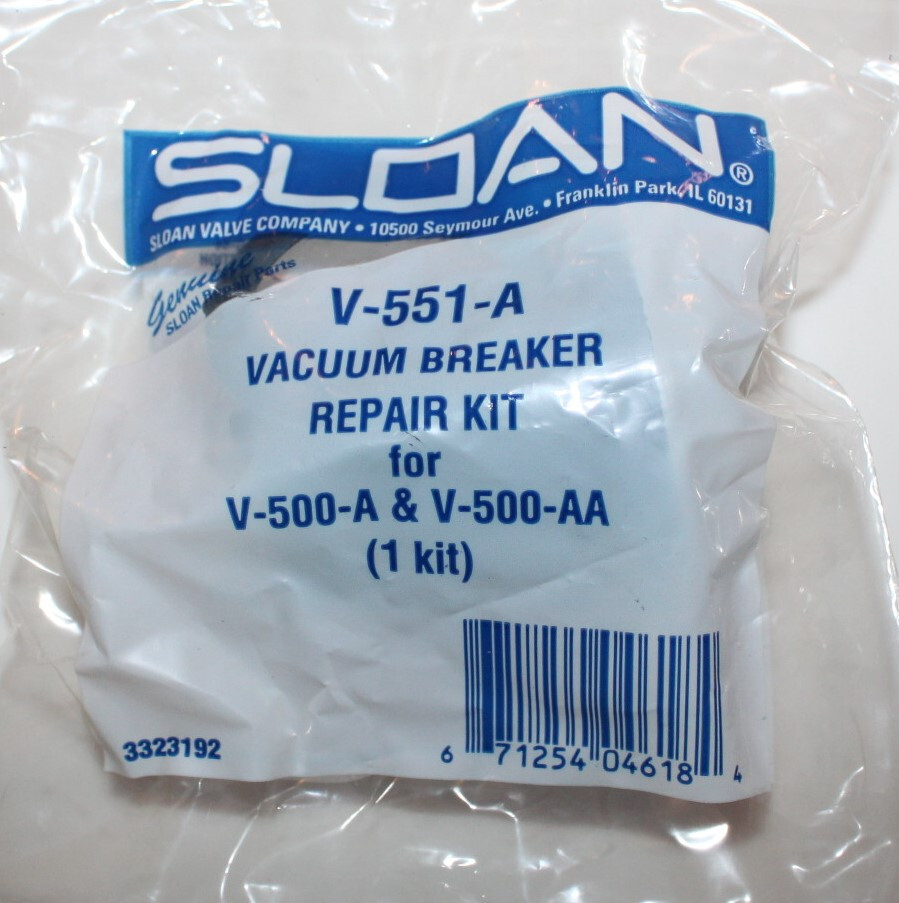 SLOAN®
SLOAN VALVE COMPANY • 10500 Seymour Ave. • Franklin Park, IL 60131
Genuine
SLOAN Repair Parts
V-551-A
VACUUM BREAKER
REPAIR KIT
for
V-500-A & V-500-AA
(1 kit)
3323192
6 71254 04618 4